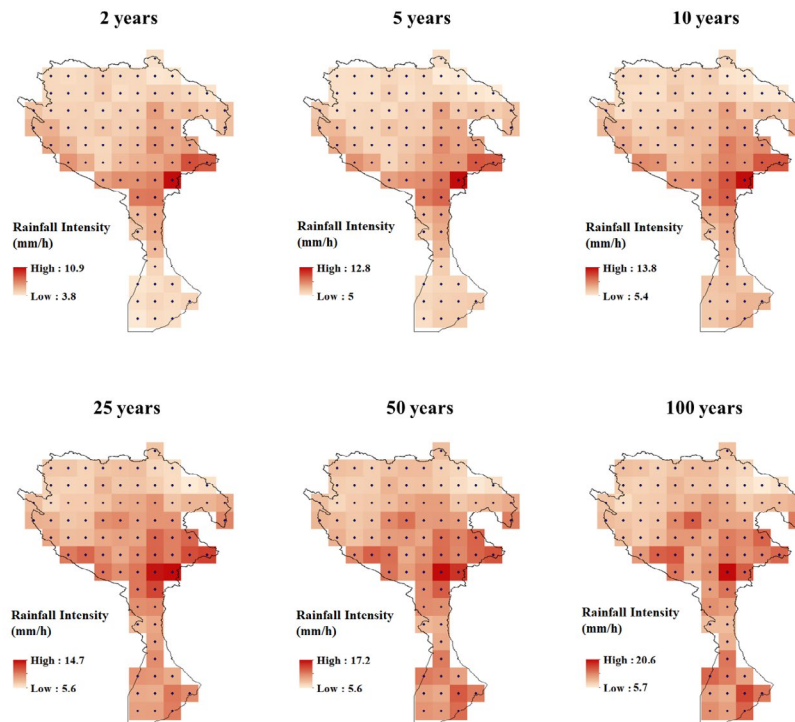 2 years
5 years
10 years
Rainfall Intensity
(mm/h)
High : 10.9
Low : 3.8
Rainfall Intensity
(mm/h)
High : 12.8
Low : 5
Rainfall Intensity
(mm/h)
High : 13.8
Low : 5.4
25 years
50 years
100 years
Rainfall Intensity
(mm/h)
High : 14.7
Low : 5.6
Rainfall Intensity
(mm/h)
High : 17.2
Low : 5.6
Rainfall Intensity
(mm/h)
High : 20.6
Low : 5.7